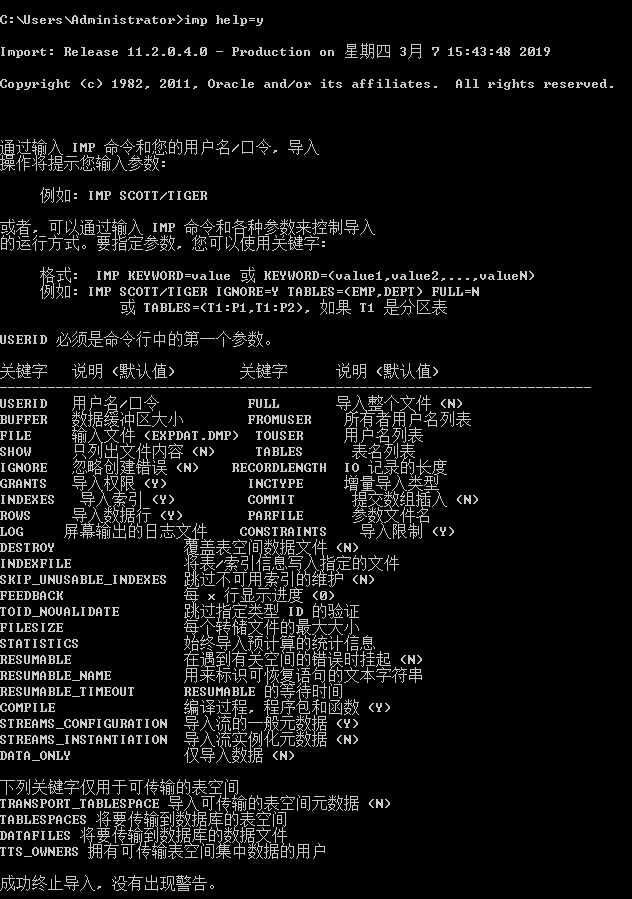 C:\Users\Administrator>imp help=y
Import: Release 11.2.0.4.0 - Production on 星期四 3月 7 15:43:48 2019
Copyright (c) 1982, 2011, Oracle and/or its affiliates.  All rights reserved.
通过输入 IMP 命令和您的用户名/口令, 导入
操作将提示您输入参数:
例如: IMP SCOTT/TIGER
或者, 可以通过输入 IMP 命令和各种参数来控制导入
的运行方式。要指定参数, 您可以使用关键字:
格式:  IMP KEYWORD=value 或 KEYWORD=(value1,value2,...,valueN)
例如: IMP SCOTT/TIGER IGNORE=Y TABLES=(EMP,DEPT) FULL=N
或 TABLES=(T1:P1,T1:P2), 如果 T1 是分区表
USERID 必须是命令行中的第一个参数。
关键字   说明 (默认值)        关键字      说明 (默认值)
--------------------------------------------------------------------------
USERID   用户名/口令           FULL       导入整个文件 (N)
BUFFER   数据缓冲区大小        FROMUSER    所有者用户名列表
FILE     输入文件 (EXPDAT.DMP)  TOUSER     用户名列表
SHOW     只列出文件内容 (N)     TABLES      表名列表
IGNORE   忽略创建错误 (N)    RECORDLENGTH  IO 记录的长度
GRANTS   导入权限 (Y)          INCTYPE     增量导入类型
INDEXES   导入索引 (Y)         COMMIT       提交数组插入 (N)
ROWS     导入数据行 (Y)        PARFILE      参数文件名
LOG     屏幕输出的日志文件    CONSTRAINTS    导入限制 (Y)
DESTROY                覆盖表空间数据文件 (N)
INDEXFILE              将表/索引信息写入指定的文件
SKIP_UNUSABLE_INDEXES  跳过不可用索引的维护 (N)
FEEDBACK               每 x 行显示进度 (0)
TOID_NOVALIDATE        跳过指定类型 ID 的验证
FILESIZE               每个转储文件的最大大小
STATISTICS             始终导入预计算的统计信息
RESUMABLE              在遇到有关空间的错误时挂起 (N)
RESUMABLE_NAME         用来标识可恢复语句的文本字符串
RESUMABLE_TIMEOUT      RESUMABLE 的等待时间
COMPILE                编译过程, 程序包和函数 (Y)
STREAMS_CONFIGURATION  导入流的一般元数据 (Y)
STREAMS_INSTANTIATION  导入流实例化元数据 (N)
DATA_ONLY              仅导入数据 (N)
下列关键字仅用于可传输的表空间
TRANSPORT_TABLESPACE 导入可传输的表空间元数据 (N)
TABLESPACES 将要传输到数据库的表空间
DATAFILES 将要传输到数据库的数据文件
TTS_OWNERS 拥有可传输表空间集中数据的用户
成功终止导入, 没有出现警告。